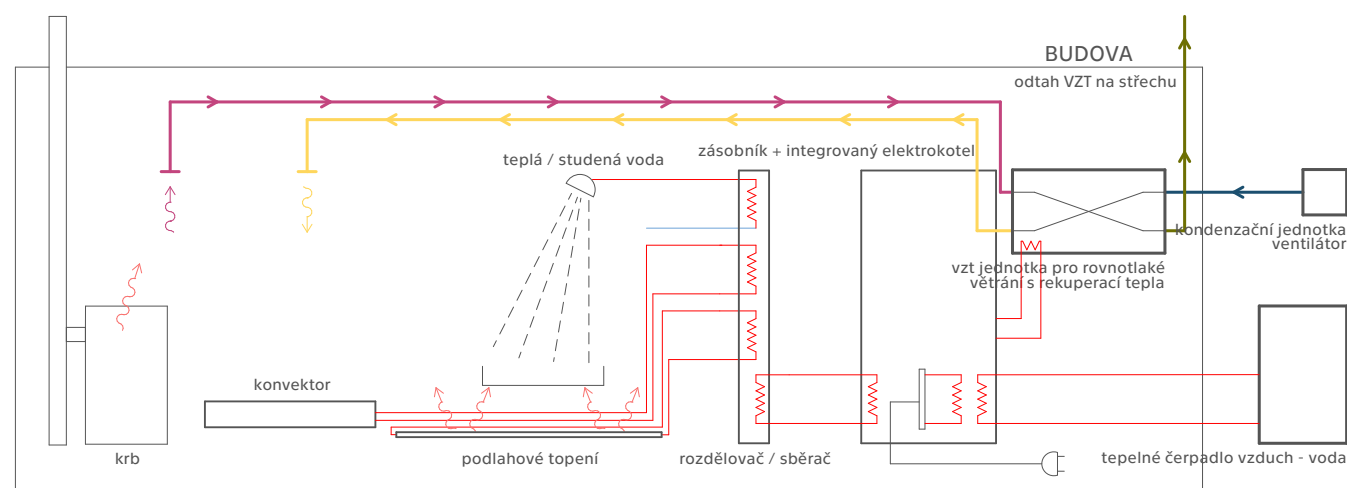 BUDOVA
odtah VZT na střechu
zásobník + integrovaný elektrokotel
teplá / studená voda
kondenzační jednotka
ventilátor
vzt jednotka pro rovnotlaké
větrání s rekuperací tepla
konvektor
krb
podlahové topení
rozdělovač / sběrač
tepelné čerpadlo vzduch - voda